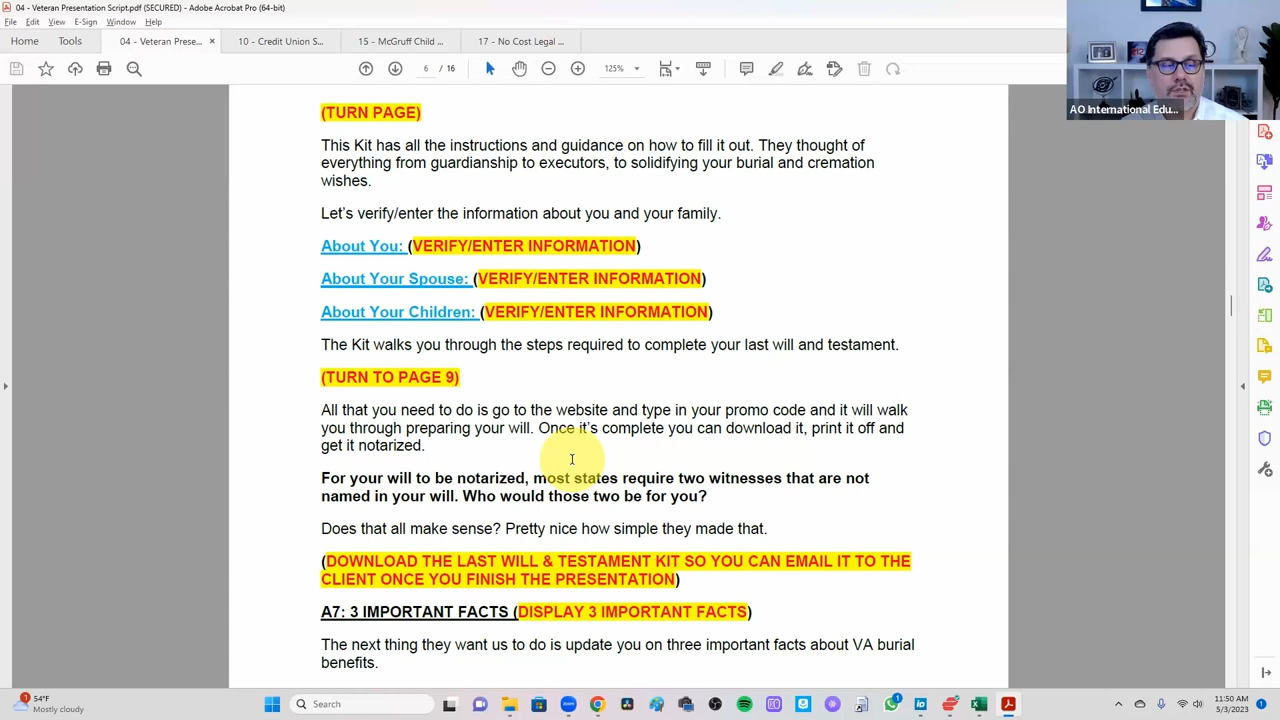 04 - Veteran Presentation Script.pdf (SECURED) - Adobe Acrobat Pro (64-bit)
File Edit View E-Sign Window Help
Home Tools 04 - Veteran Prese... × 10 - Credit Union S... 15 - McGruff Child ... 17 - No Cost Legal ...
6 16 125%
AO International Edu...
(TURN PAGE)
This Kit has all the instructions and guidance on how to fill it out. They thought of
everything from guardianship to executors, to solidifying your burial and cremation
wishes.
Let's verify/enter the information about you and your family.
About You: (VERIFY/ENTER INFORMATION)
About Your Spouse: (VERIFY/ENTER INFORMATION)
About Your Children: (VERIFY/ENTER INFORMATION)
The Kit walks you through the steps required to complete your last will and testament.
(TURN TO PAGE 9)
All that you need to do is go to the website and type in your promo code and it will walk
you through preparing your will. Once it's complete you can download it, print it off and
get it notarized.
For your will to be notarized, most states require two witnesses that are not
named in your will. Who would those two be for you?
Does that all make sense? Pretty nice how simple they made that.
(DOWNLOAD THE LAST WILL & TESTAMENT KIT SO YOU CAN EMAIL IT TO THE
CLIENT ONCE YOU FINISH THE PRESENTATION)
A7: 3 IMPORTANT FACTS (DISPLAY 3 IMPORTANT FACTS)
The next thing they want us to do is update you on three important facts about VA burial
benefits.
1
54°F
Mostly cloudy
Search
1
11:50 AM
5/3/2023